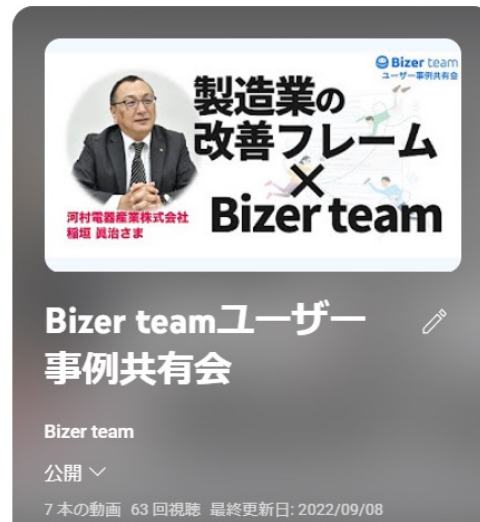 Bizer team
ユーザー事例共有会
製造業の
改善フレーム
×
Bizer team
河村電器産業株式会社
稲垣 眞治さま
Bizer teamユーザー
事例共有会
Bizer team
公開
7 本の動画 63 回視聴 最終更新日: 2022/09/08